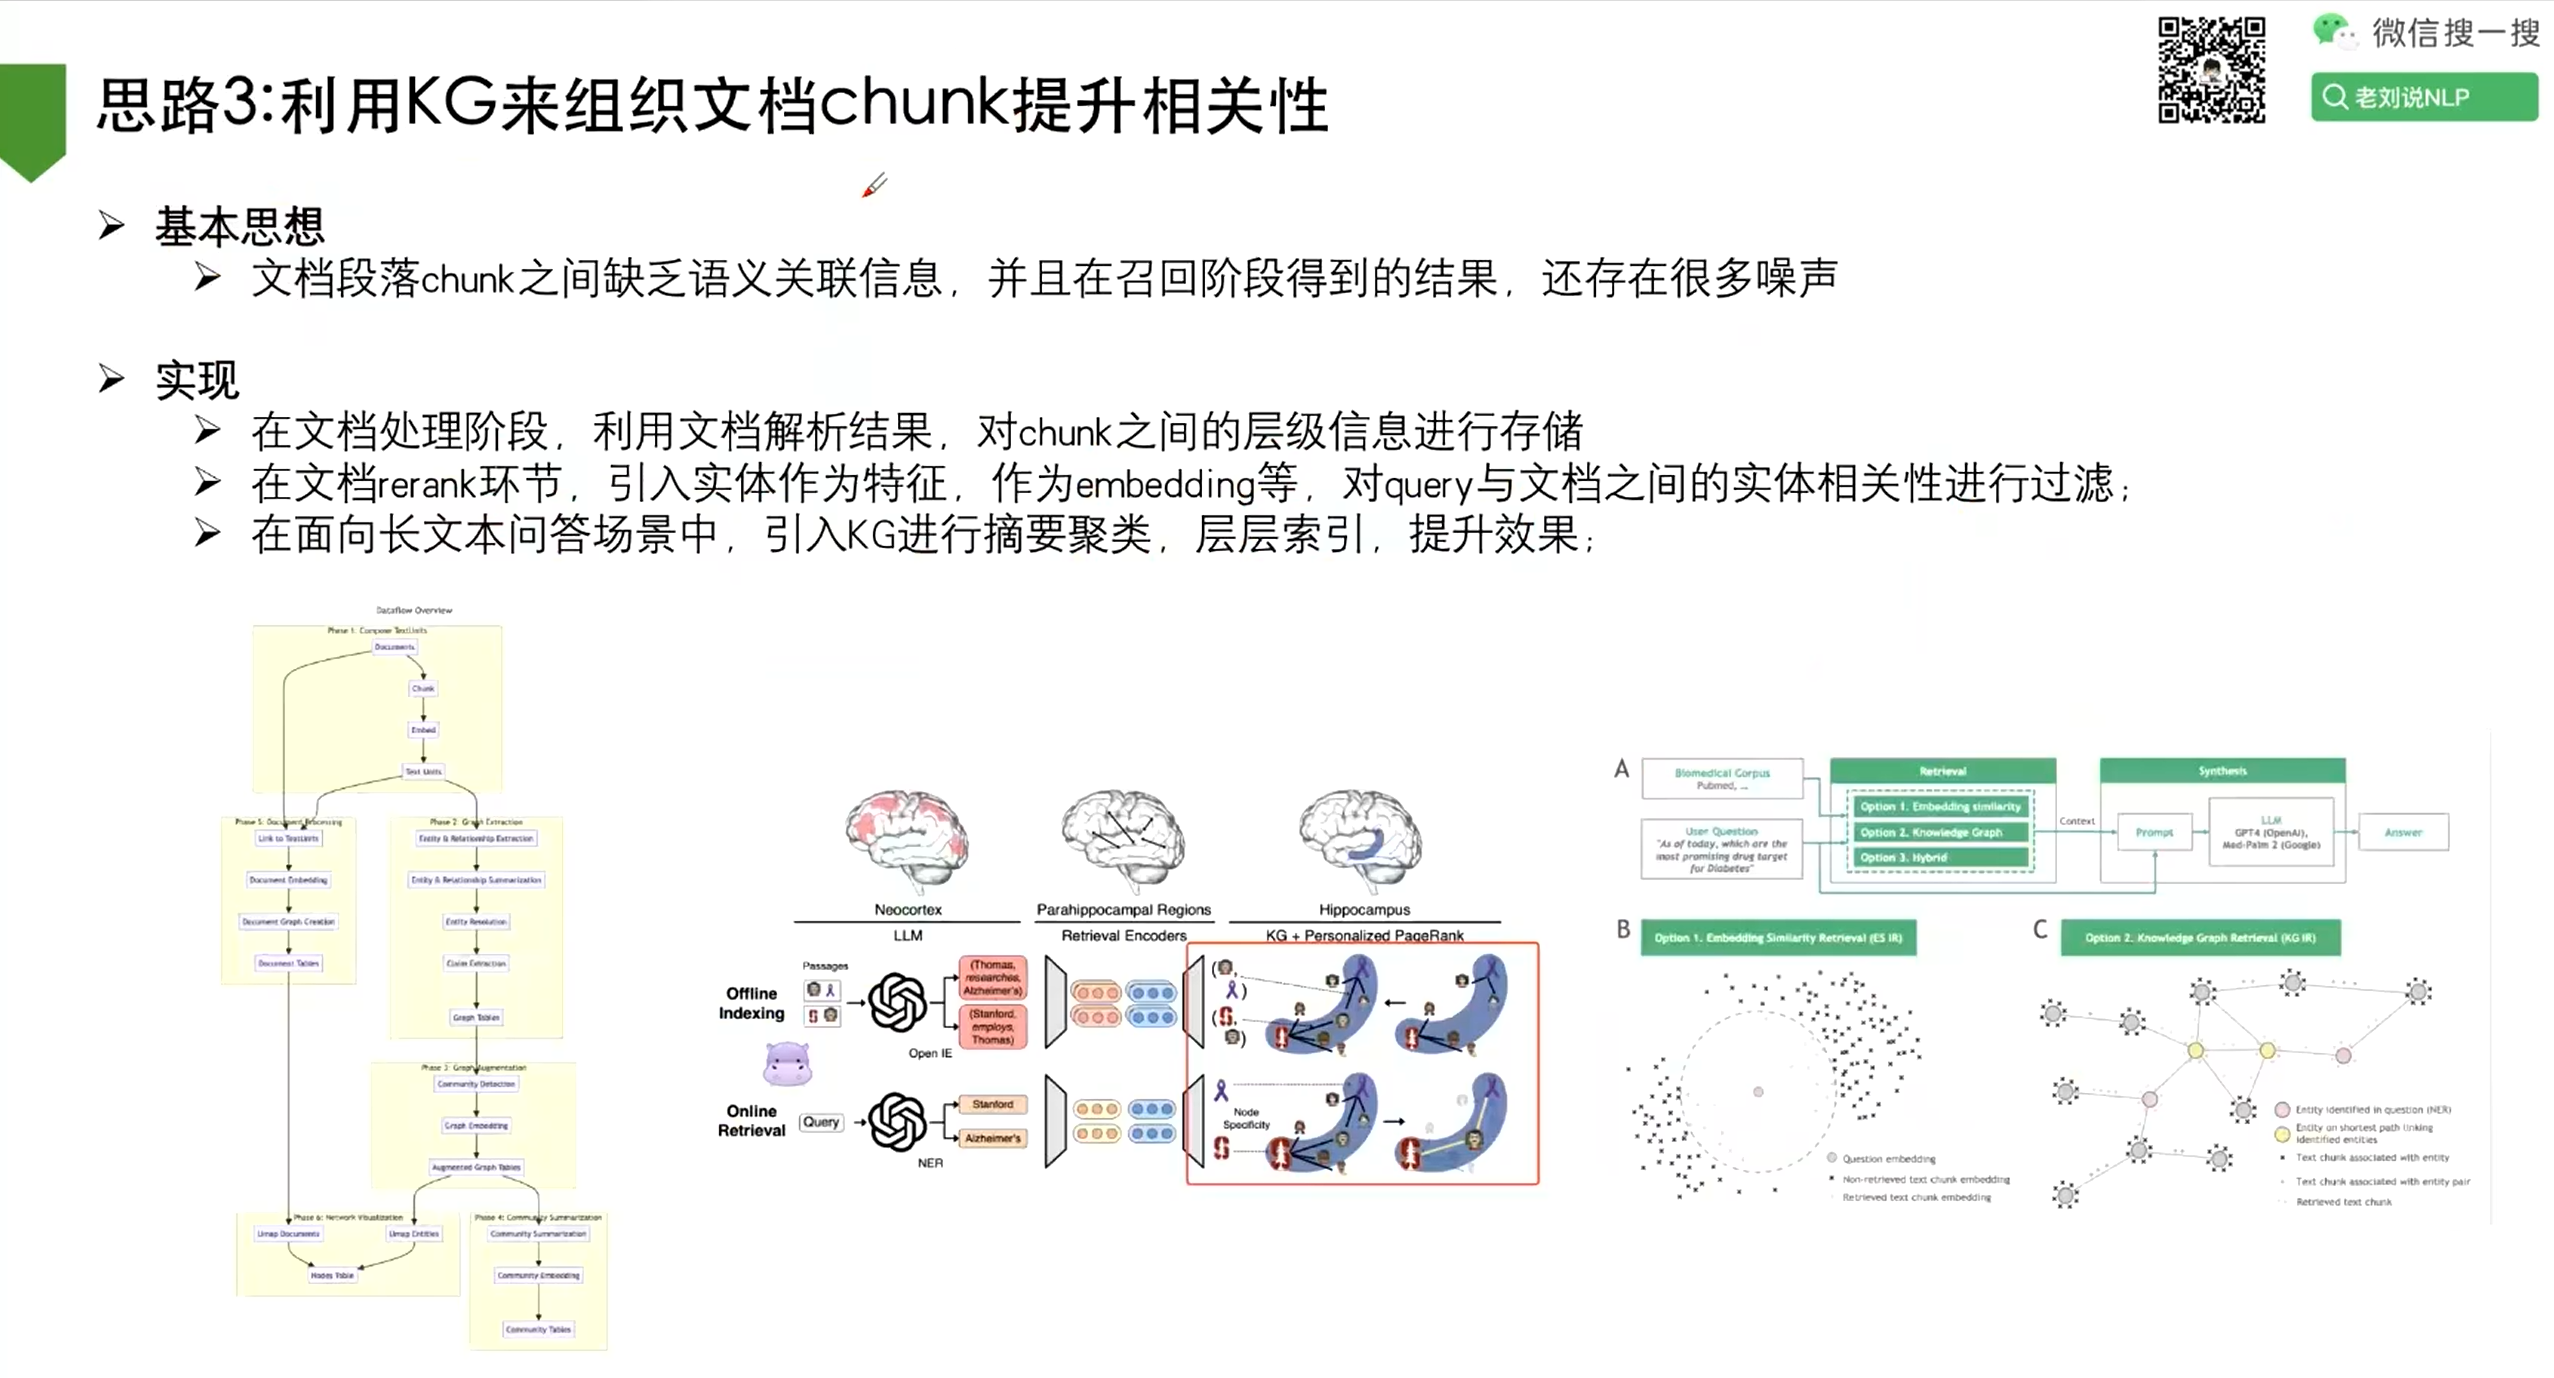 微信搜一搜
老刘说NLP
思路3:利用KG来组织文档chunk提升相关性
基本思想
文档段落chunk之间缺乏语义关联信息，并且在召回阶段得到的结果，还存在很多噪声
实现
在文档处理阶段，利用文档解析结果，对chunk之间的层级信息进行存储
在文档rerank环节，引入实体作为特征，作为embedding等，对query与文档之间的实体相关性进行过滤；
在面向长文本问答场景中，引入KG进行摘要聚类，层层索引，提升效果；
Dataflow Overview
Phase 1: Compose TextUnits
Documents
Chunk
Embed
Text Units
Phase 5: Document Processing
Link to TextUnits
Document Embedding
Document Graph Creation
Document Tables
Phase 2: Graph Extraction
Entity & Relationship Extraction
Entity & Relationship Summarization
Entity Resolution
Claim Extraction
Graph Tables
Phase 3: Graph Augmentation
Community Detection
Graph Embedding
Augmented Graph Tables
Phase 6: Network Visualization
Umap Documents
Umap Entities
Nodes Table
Phase 4: Community Summarization
Community Summarization
Community Embedding
Community Tables
Neocortex
Parahippocampal Regions
Hippocampus
LLM
Retrieval Encoders
KG + Personalized PageRank
Offline
Indexing
Passages
Open IE
(Thomas,
researches,
Alzheimer's)
(Stanford,
employs,
Thomas)
Online
Retrieval
Query
NER
Stanford
Alzheimer's
Node
Specificity
A
Biomedical Corpus
Pubmed, ...
User Question
"As of today, which are the
most promising drug target
for Diabetes"
Retrieval
Option 1. Embedding similarity
Option 2. Knowledge Graph
Option 3. Hybrid
Context
Synthesis
Prompt
LLM
GPT4 (OpenAI),
Med-Palm 2 (Google)
Answer
B
Option 1. Embedding Similarity Retrieval (ES IR)
Question embedding
Non-retrieved text chunk embedding
Retrieved text chunk embedding
C
Option 2. Knowledge Graph Retrieval (KG IR)
Entity identified in question (NER)
Entity on shortest path linking
identified entities
Text chunk associated with entity
Text chunk associated with entity pair
Retrieved text chunk